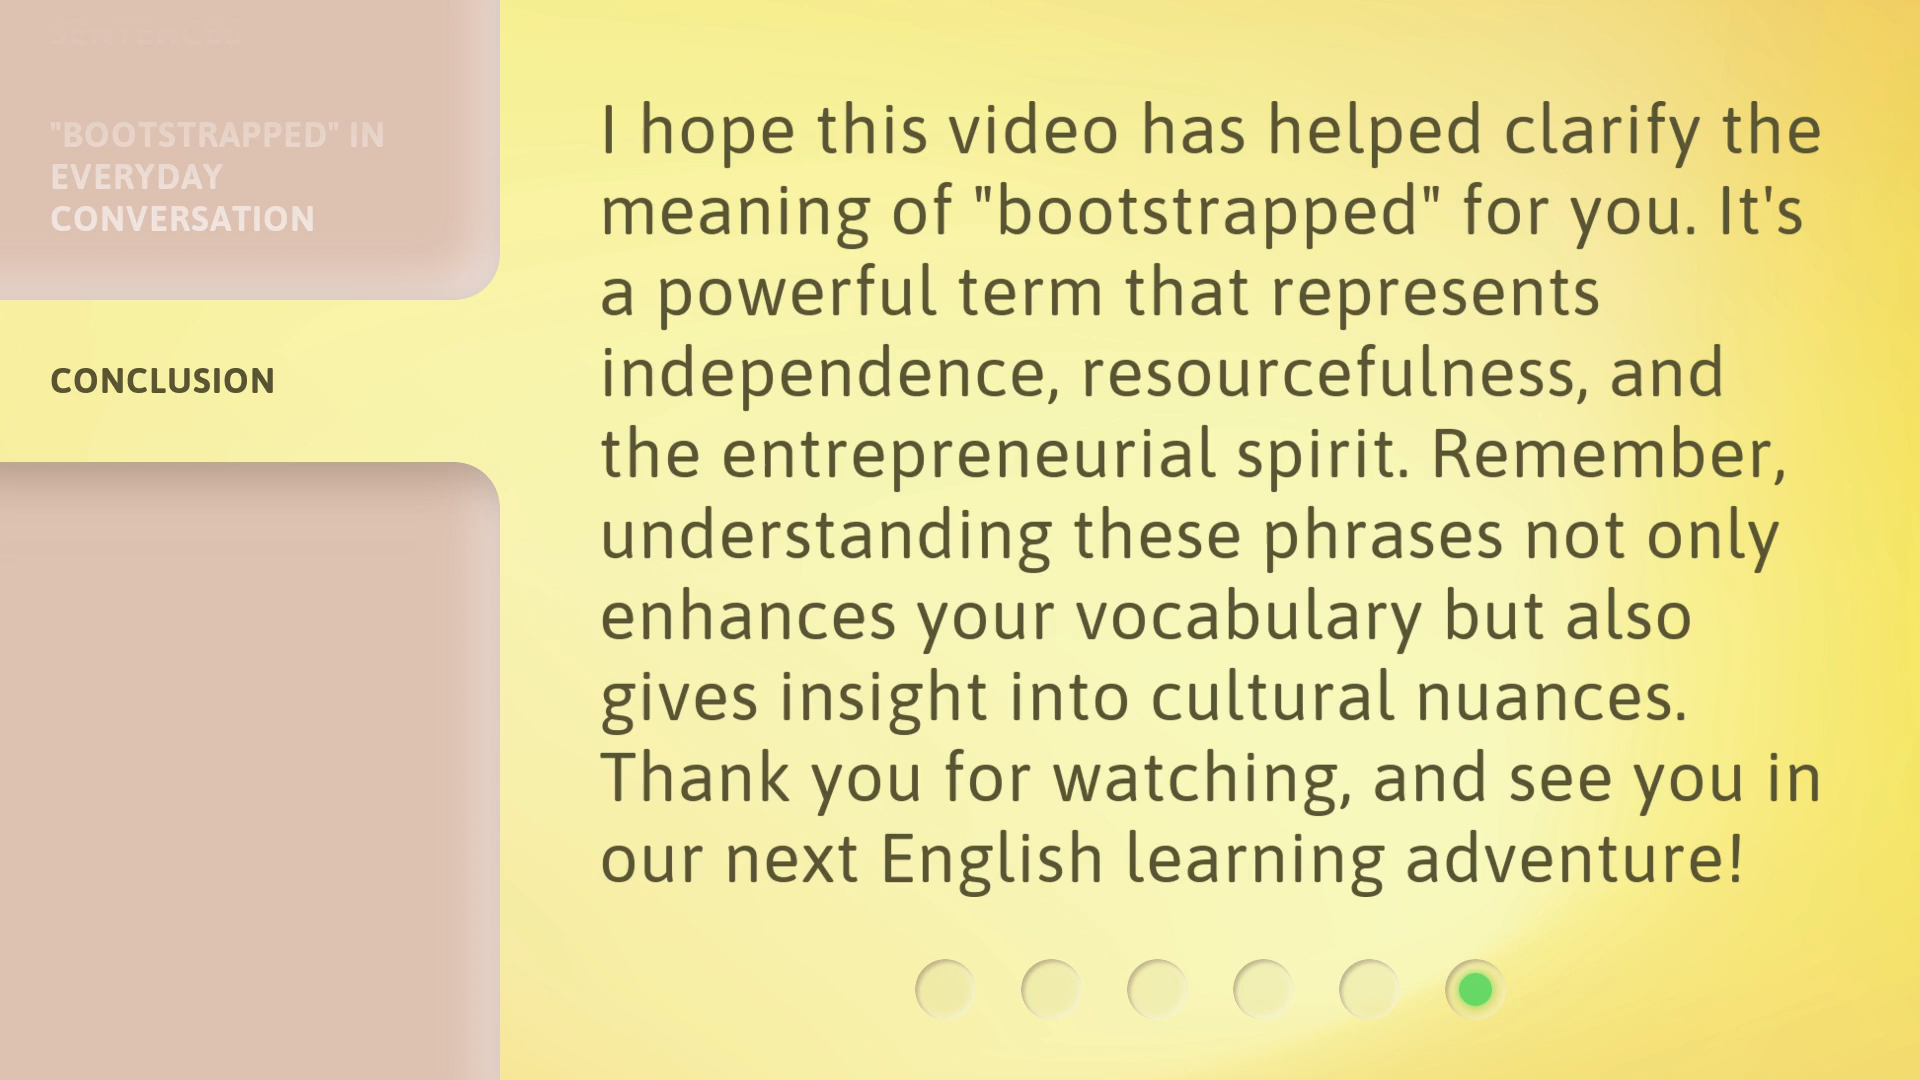 "BOOTSTRAPPED" IN
EVERYDAY
CONVERSATION
CONCLUSION
I hope this video has helped clarify the
meaning of "bootstrapped" for you. It's
a powerful term that represents
independence, resourcefulness, and
the entrepreneurial spirit. Remember,
understanding these phrases not only
enhances your vocabulary but also
gives insight into cultural nuances.
Thank you for watching, and see you in
our next English learning adventure!